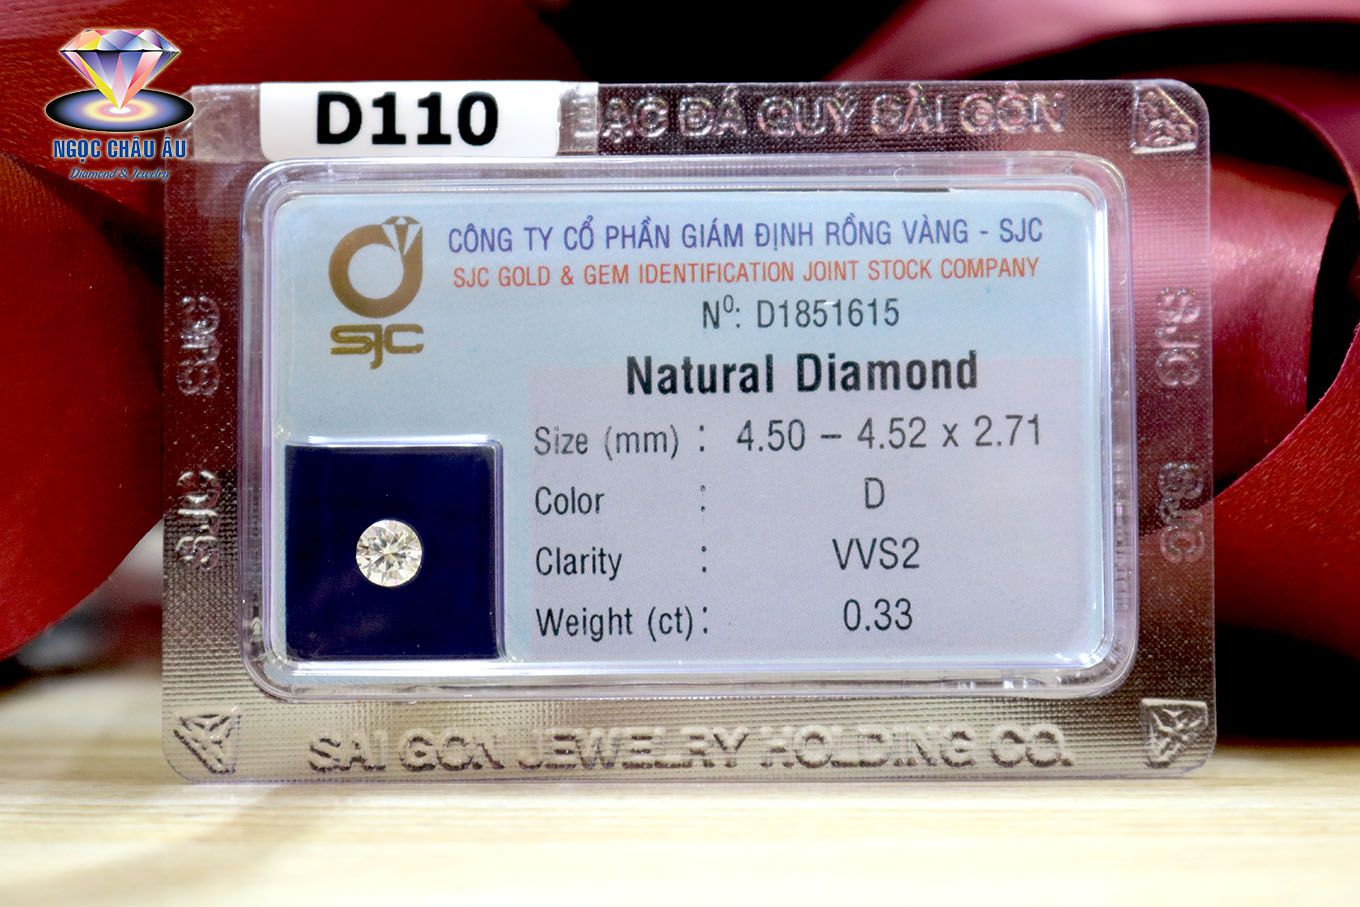 NGỌC CHÂU ÂU
Diamond & Jewelry
D110
BẠC ĐÁ QUÝ SÀI GÒN
SJC
CÔNG TY CỔ PHẦN GIÁM ĐỊNH RỒNG VÀNG - SJC
SJC GOLD & GEM IDENTIFICATION JOINT STOCK COMPANY
Nº: D1851615
Natural Diamond
Size (mm) : 4.50 – 4.52 x 2.71
Color : D
Clarity : VVS2
Weight (ct): 0.33
SJC
SJC
SJC
SJC
SAI GON JEWELRY HOLDING CO.